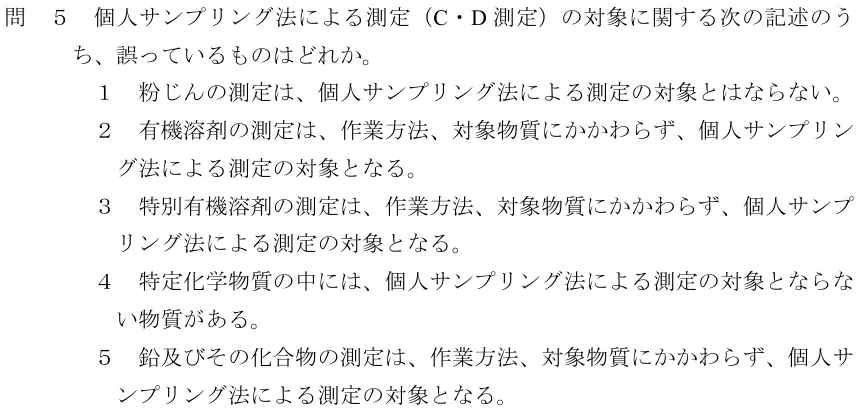 問　5　個人サンプリング法による測定（C・D 測定）の対象に関する次の記述のう
ち、誤っているものはどれか。
1　粉じんの測定は、個人サンプリング法による測定の対象とはならない。
2　有機溶剤の測定は、作業方法、対象物質にかかわらず、個人サンプリン
グ法による測定の対象となる。
3　特別有機溶剤の測定は、作業方法、対象物質にかかわらず、個人サンプ
リング法による測定の対象となる。
4　特定化学物質の中には、個人サンプリング法による測定の対象とならな
い物質がある。
5　鉛及びその化合物の測定は、作業方法、対象物質にかかわらず、個人サ
ンプリング法による測定の対象となる。